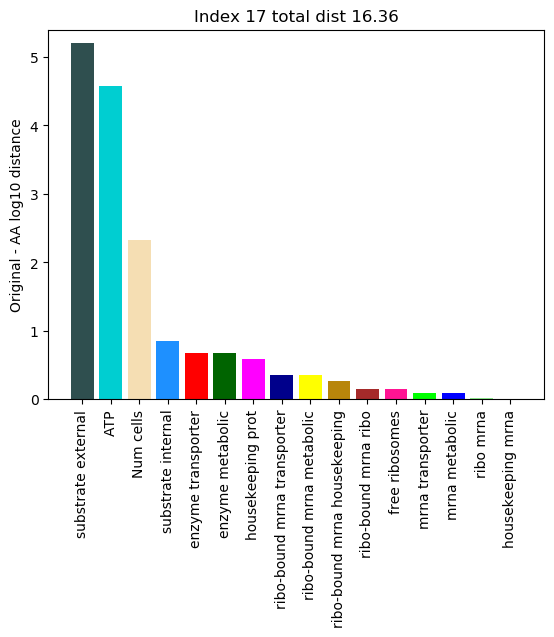 Index 17 total dist 16.36
Original - AA log10 distance
5
4
3
2
1
0
substrate external
ATP
Num cells
substrate internal
enzyme transporter
enzyme metabolic
housekeeping prot
ribo-bound mrna transporter
ribo-bound mrna metabolic
ribo-bound mrna housekeeping
ribo-bound mrna ribo
free ribosomes
mrna transporter
mrna metabolic
ribo mrna
housekeeping mrna